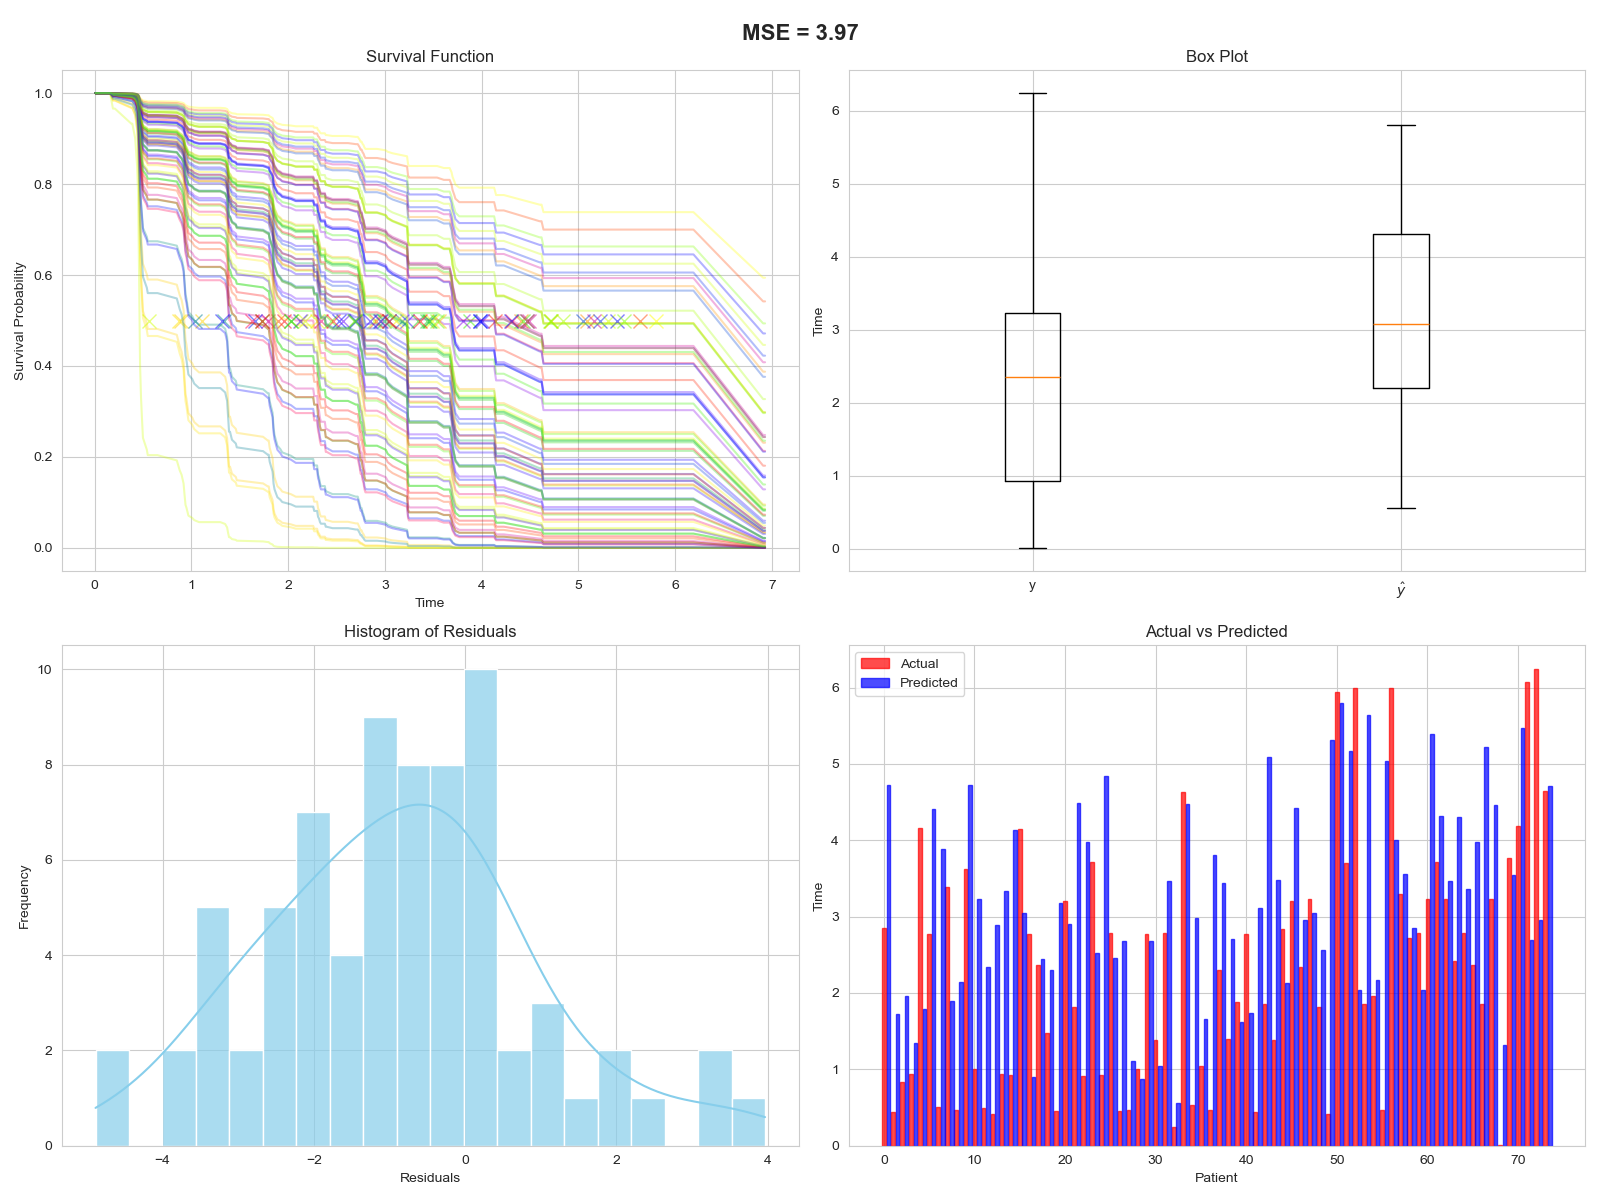 MSE = 3.97
Survival Function
Survival Probability
1.0
0.8
0.6
0.4
0.2
0.0
0 1 2 3 4 5 6 7
Time
Box Plot
Time
6
5
4
3
2
1
0
y ŷ
Histogram of Residuals
Frequency
10
8
6
4
2
0
−4 −2 0 2 4
Residuals
Actual vs Predicted
Actual
Predicted
Time
6
5
4
3
2
1
0
0 10 20 30 40 50 60 70
Patient